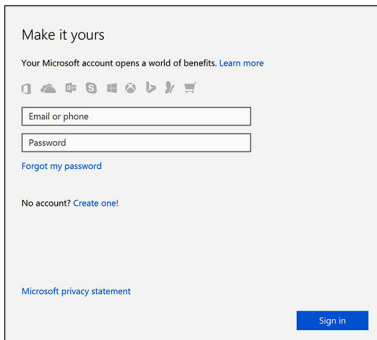 Make it yours
Your Microsoft account opens a world of benefits. Learn more
Email or phone
Password
Forgot my password
No account? Create one!
Microsoft privacy statement
Sign in